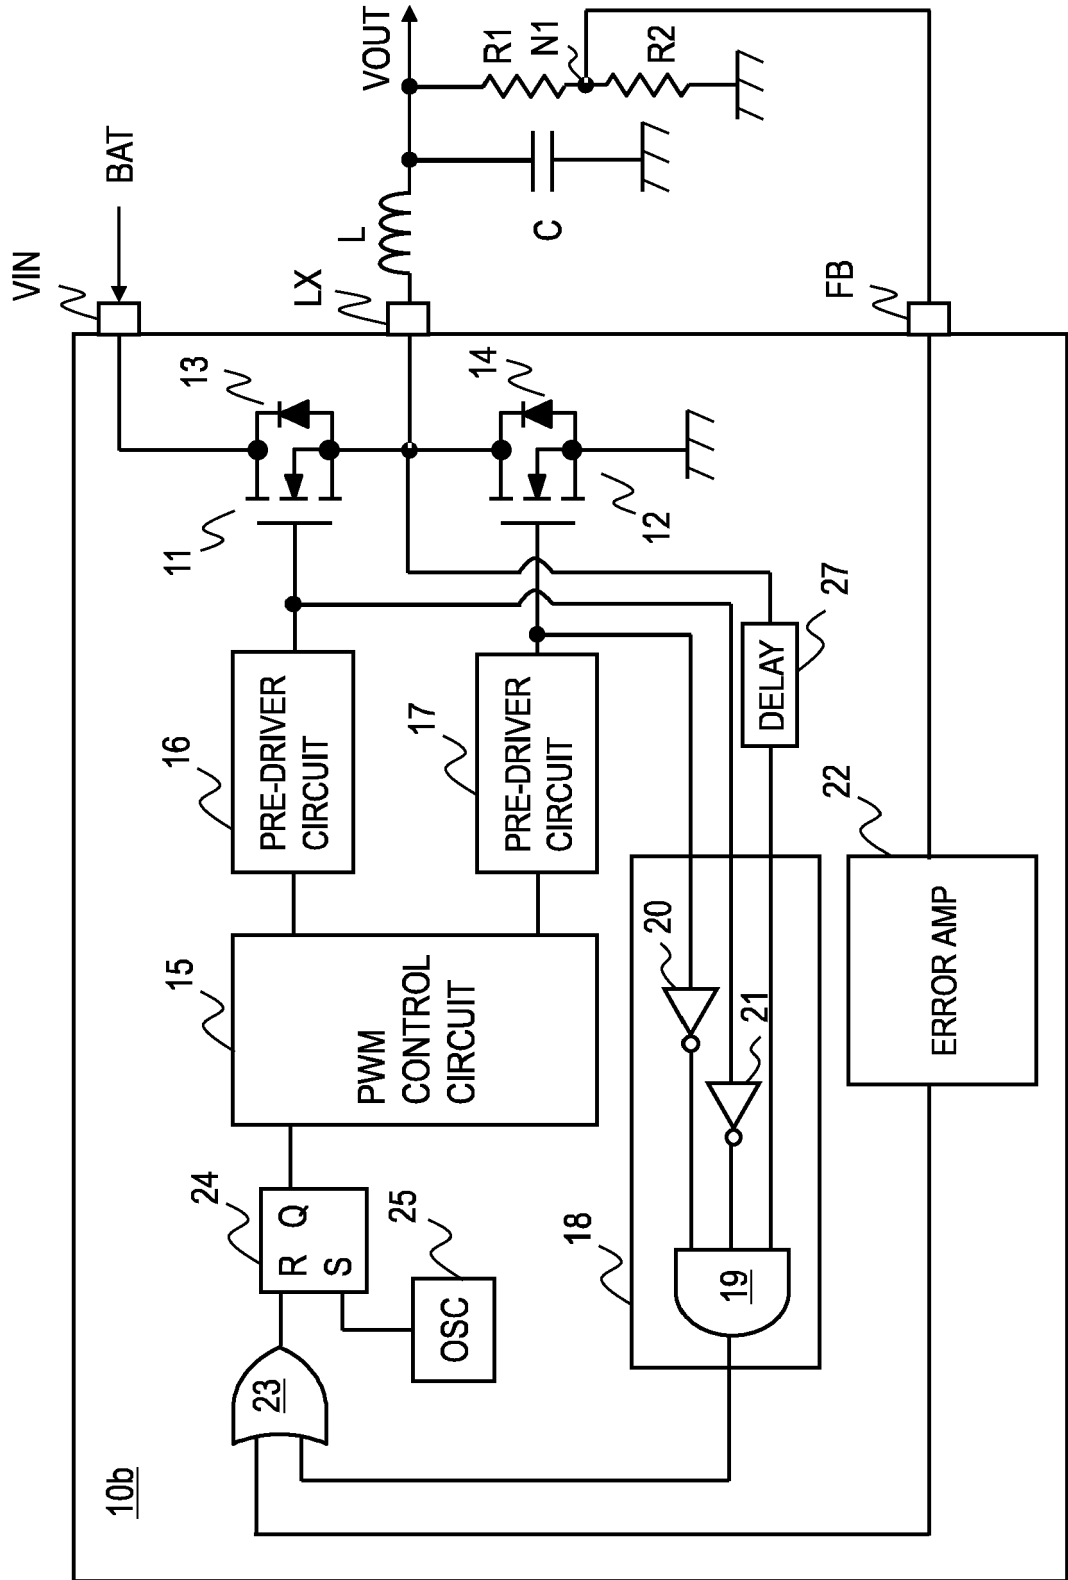 10b
VIN
BAT
VOUT
11
13
LX
L
R1
N1
R2
C
14
12
FB
16
PRE-DRIVER
CIRCUIT
17
PRE-DRIVER
CIRCUIT
15
PWM
CONTROL
CIRCUIT
24
R Q
S
25
OSC
23
18
19
20
21
27
DELAY
22
ERROR AMP